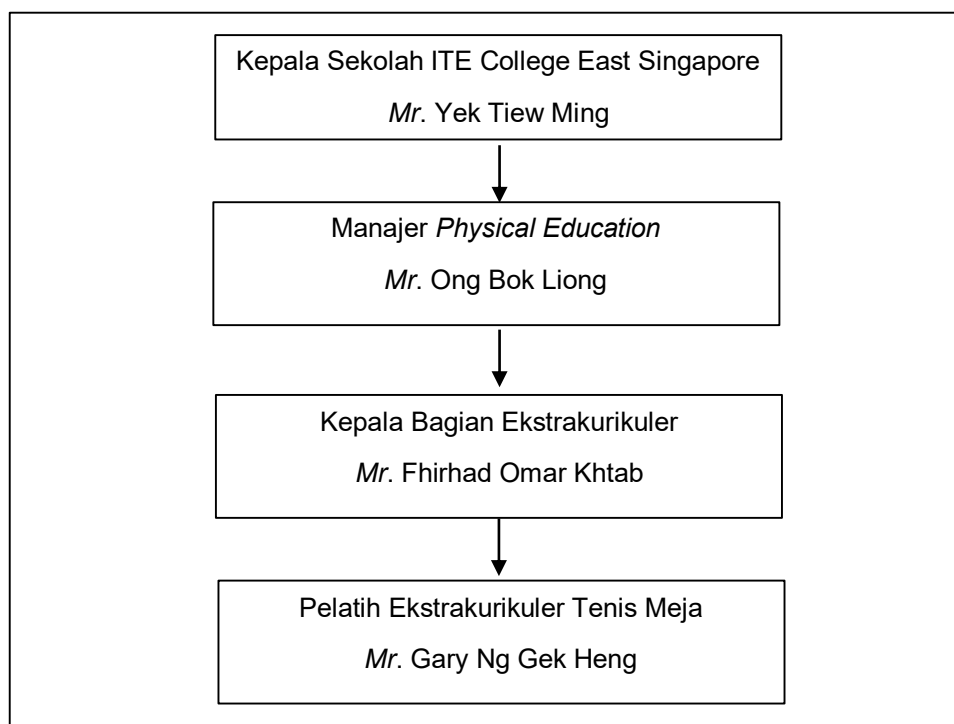 Kepala Sekolah ITE College East Singapore
Mr. Yek Tiew Ming
Manajer Physical Education
Mr. Ong Bok Liong
Kepala Bagian Ekstrakurikuler
Mr. Fhirhad Omar Khtab
Pelatih Ekstrakurikuler Tenis Meja
Mr. Gary Ng Gek Heng